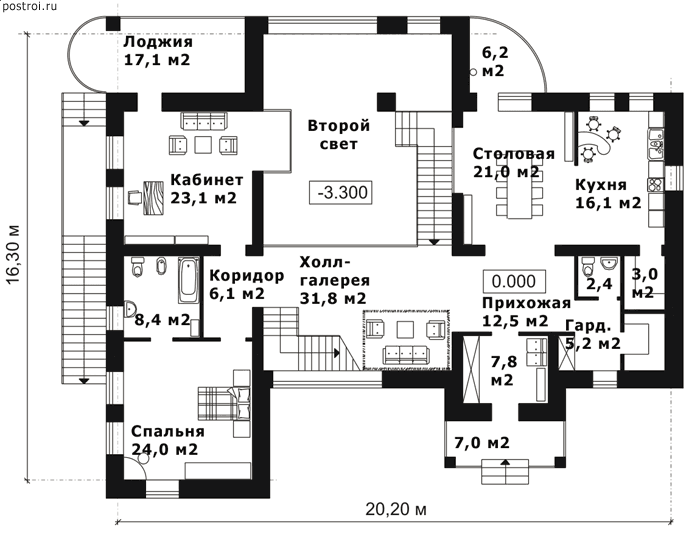 postroi.ru
Лоджия
17,1 м2
6,2
м2
Второй
свет
Столовая
21,0 м2
Кабинет
23,1 м2
Кухня
16,1 м2
-3.300
16,30 м
Холл-
галерея
31,8 м2
Коридор
6,1 м2
0.000
2,4
3,0
м2
8,4 м2
Прихожая
12,5 м2
Гард.
5,2 м2
7,8
м2
Спальня
24,0 м2
7,0 м2
20,20 м